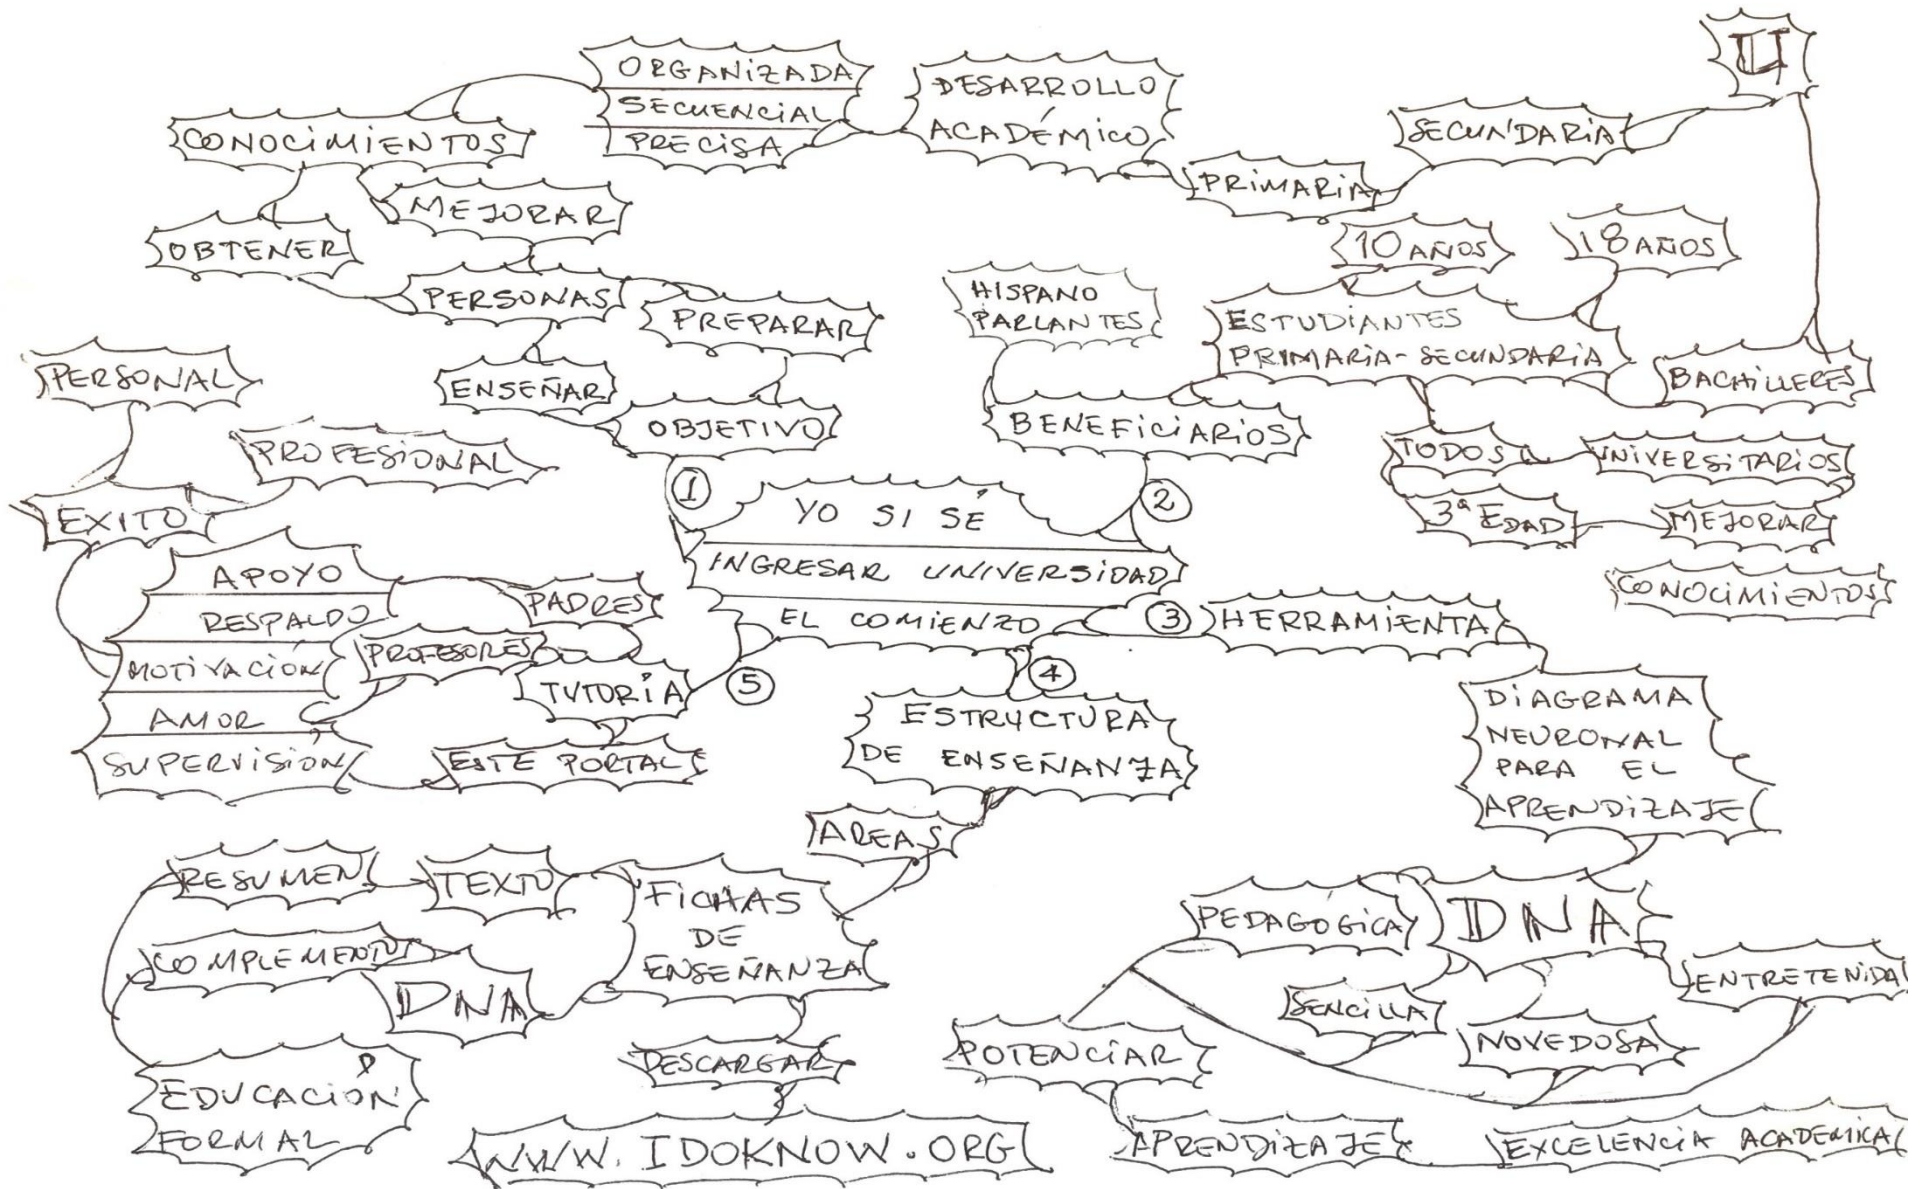 ORGANIZADA
SECUENCIAL
PRECISA
DESARROLLO
ACADÉMICO
U
SECUNDARIA
PRIMARIA
CONOCIMIENTOS
MEJORAR
OBTENER
PERSONAS
PREPARAR
ENSEÑAR
OBJETIVO
HISPANO
PARLANTES
10 AÑOS
18 AÑOS
ESTUDIANTES
PRIMARIA-SECUNDARIA
BACHILLERES
BENEFICIARIOS
TODOS
UNIVERSITARIOS
3ª EDAD
MEJORAR
CONOCIMIENTOS
PERSONAL
PROFESIONAL
EXITO
1
2
YO SI SÉ
INGRESAR UNIVERSIDAD
EL COMIENZO
3
HERRAMIENTA
4
5
APOYO
RESPALDO
MOTIVACIÓN
AMOR
SUPERVISIÓN
PADRES
PROFESORES
TUTORÍA
ESTE PORTAL
ESTRUCTURA
DE ENSEÑANZA
AREAS
DIAGRAMA
NEURONAL
PARA EL
APRENDIZAJE
RESUMEN
TEXTO
FICHAS
DE
ENSEÑANZA
COMPLEMENTO
DNA
EDUCACIÓN
FORMAL
DESCARGAR
WWW.IDOKNOW.ORG
PEDAGÓGICA
DNA
ENTRETENIDA
SENCILLA
NOVEDOSA
POTENCIAR
APRENDIZAJE
EXCELENCIA ACADEMICA